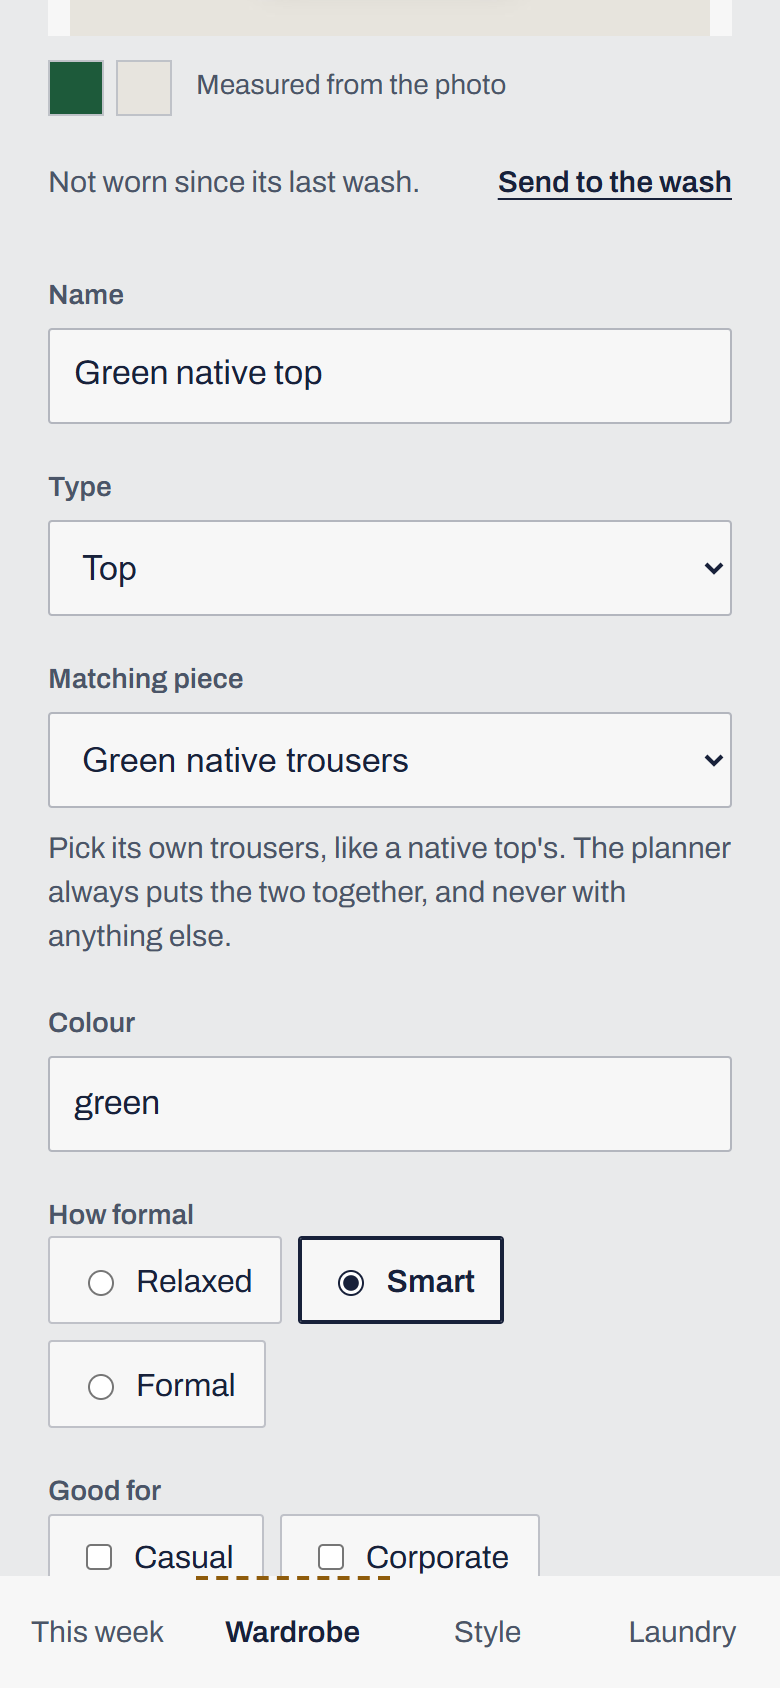 Measured from the photo
Not worn since its last wash.
Send to the wash
Name
Green native top
Type
Top
Matching piece
Green native trousers
Pick its own trousers, like a native top's. The planner
always puts the two together, and never with
anything else.
Colour
green
How formal
Relaxed
Smart
Formal
Good for
Casual
Corporate
This week
Wardrobe
Style
Laundry